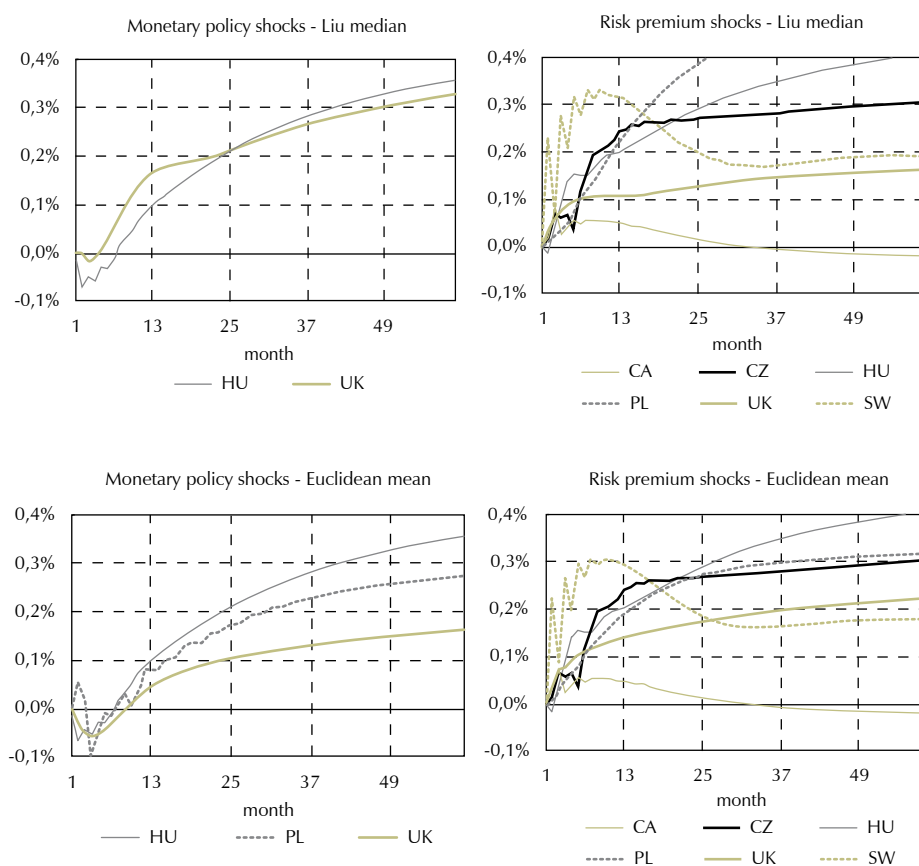 Monetary policy shocks - Liu median
0,4%
0,3%
0,2%
0,1%
0,0%
-0,1%
1 13 25 37 49
month
HU UK
Risk premium shocks - Liu median
0,4%
0,3%
0,2%
0,1%
0,0%
-0,1%
1 13 25 37 49
month
CA CZ HU
PL UK SW
Monetary policy shocks - Euclidean mean
0,4%
0,3%
0,2%
0,1%
0,0%
-0,1%
1 13 25 37 49
month
HU PL UK
Risk premium shocks - Euclidean mean
0,4%
0,3%
0,2%
0,1%
0,0%
-0,1%
1 13 25 37 49
month
CA CZ HU
PL UK SW